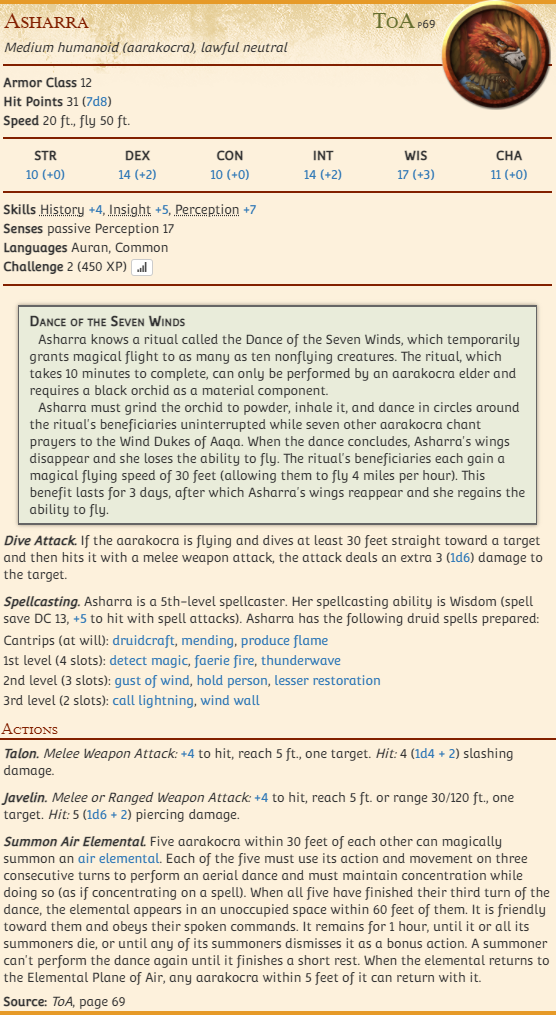 Asharra ToA p69
Medium humanoid (aarakocra), lawful neutral
Armor Class 12
Hit Points 31 (7d8)
Speed 20 ft., fly 50 ft.
STR DEX CON INT WIS CHA
10 (+0) 14 (+2) 10 (+0) 14 (+2) 17 (+3) 11 (+0)
Skills History +4, Insight +5, Perception +7
Senses passive Perception 17
Languages Auran, Common
Challenge 2 (450 XP)
Dance of the Seven Winds
Asharra knows a ritual called the Dance of the Seven Winds, which temporarily
grants magical flight to as many as ten nonflying creatures. The ritual, which
takes 10 minutes to complete, can only be performed by an aarakocra elder and
requires a black orchid as a material component.
Asharra must grind the orchid to powder, inhale it, and dance in circles around
the ritual's beneficiaries uninterrupted while seven other aarakocra chant
prayers to the Wind Dukes of Aaqa. When the dance concludes, Asharra's wings
disappear and she loses the ability to fly. The ritual's beneficiaries each gain a
magical flying speed of 30 feet (allowing them to fly 4 miles per hour). This
benefit lasts for 3 days, after which Asharra's wings reappear and she regains the
ability to fly.
Dive Attack. If the aarakocra is flying and dives at least 30 feet straight toward a target
and then hits it with a melee weapon attack, the attack deals an extra 3 (1d6) damage to
the target.
Spellcasting. Asharra is a 5th-level spellcaster. Her spellcasting ability is Wisdom (spell
save DC 13, +5 to hit with spell attacks). Asharra has the following druid spells prepared:
Cantrips (at will): druidcraft, mending, produce flame
1st level (4 slots): detect magic, faerie fire, thunderwave
2nd level (3 slots): gust of wind, hold person, lesser restoration
3rd level (2 slots): call lightning, wind wall
Actions
Talon. Melee Weapon Attack: +4 to hit, reach 5 ft., one target. Hit: 4 (1d4 + 2) slashing
damage.
Javelin. Melee or Ranged Weapon Attack: +4 to hit, reach 5 ft. or range 30/120 ft., one
target. Hit: 5 (1d6 + 2) piercing damage.
Summon Air Elemental. Five aarakocra within 30 feet of each other can magically
summon an air elemental. Each of the five must use its action and movement on three
consecutive turns to perform an aerial dance and must maintain concentration while
doing so (as if concentrating on a spell). When all five have finished their third turn of the
dance, the elemental appears in an unoccupied space within 60 feet of them. It is friendly
toward them and obeys their spoken commands. It remains for 1 hour, until it or all its
summoners die, or until any of its summoners dismisses it as a bonus action. A summoner
can't perform the dance again until it finishes a short rest. When the elemental returns to
the Elemental Plane of Air, any aarakocra within 5 feet of it can return with it.
Source: ToA, page 69